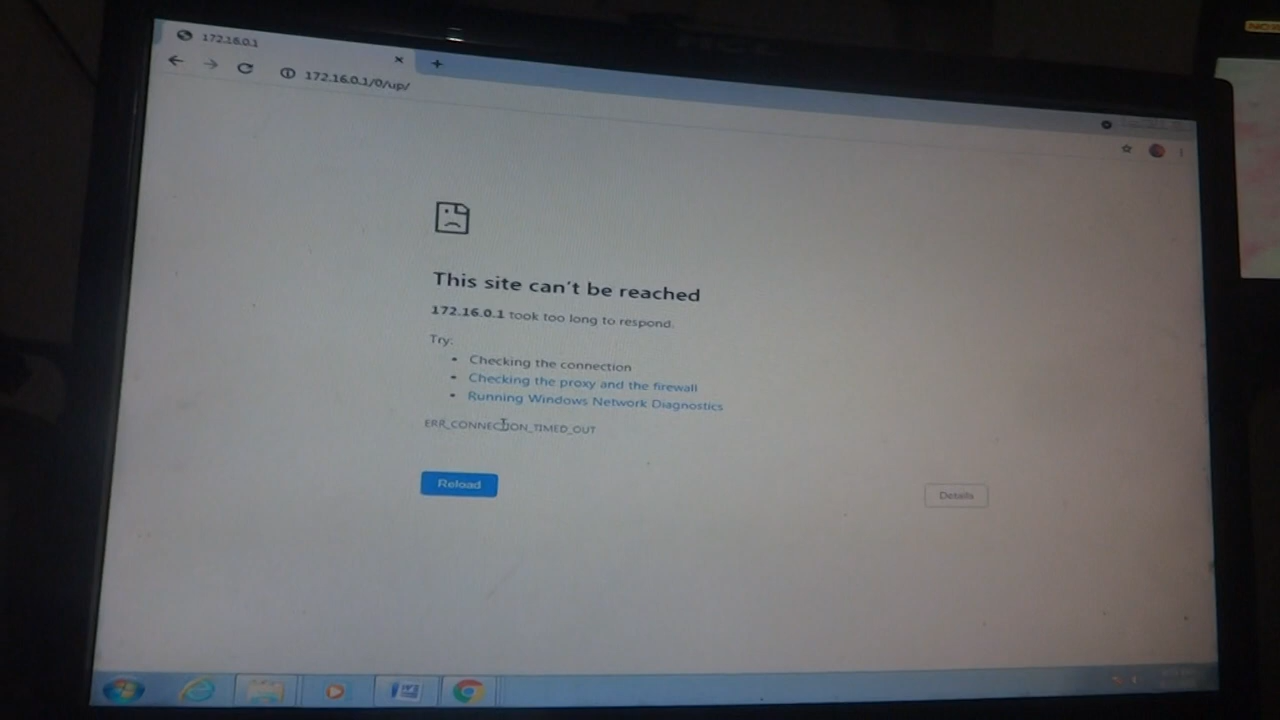 172.16.0.1
172.16.0.1/0/up/
This site can't be reached
172.16.0.1 took too long to respond.
Try:
• Checking the connection
• Checking the proxy and the firewall
• Running Windows Network Diagnostics
ERR_CONNECTION_TIMED_OUT
Reload
Details